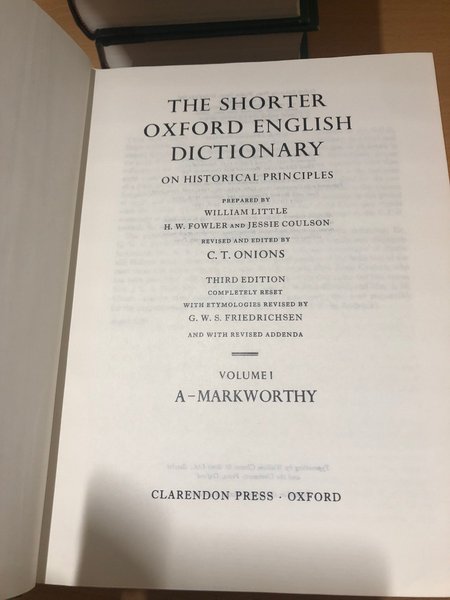 THE SHORTER
OXFORD ENGLISH
DICTIONARY
ON HISTORICAL PRINCIPLES
PREPARED BY
WILLIAM LITTLE
H. W. FOWLER AND JESSIE COULSON
REVISED AND EDITED BY
C. T. ONIONS
THIRD EDITION
COMPLETELY RESET
WITH ETYMOLOGIES REVISED BY
G. W. S. FRIEDRICHSEN
AND WITH REVISED ADDENDA
VOLUME I
A–MARKWORTHY
CLARENDON PRESS · OXFORD